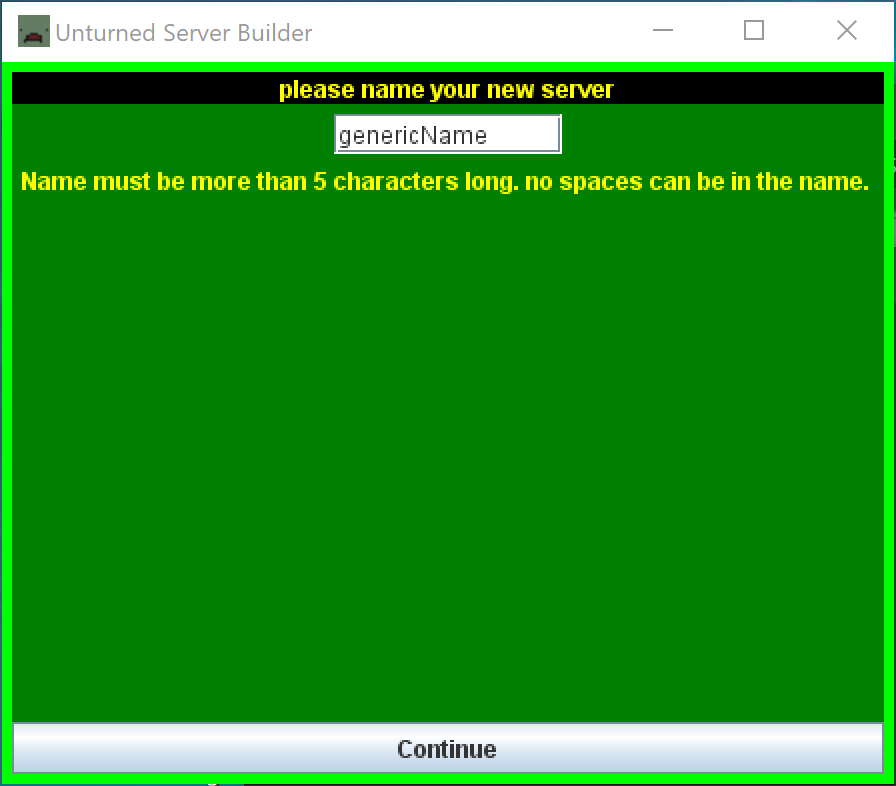 Unturned Server Builder
please name your new server
genericName
Name must be more than 5 characters long. no spaces can be in the name.
Continue